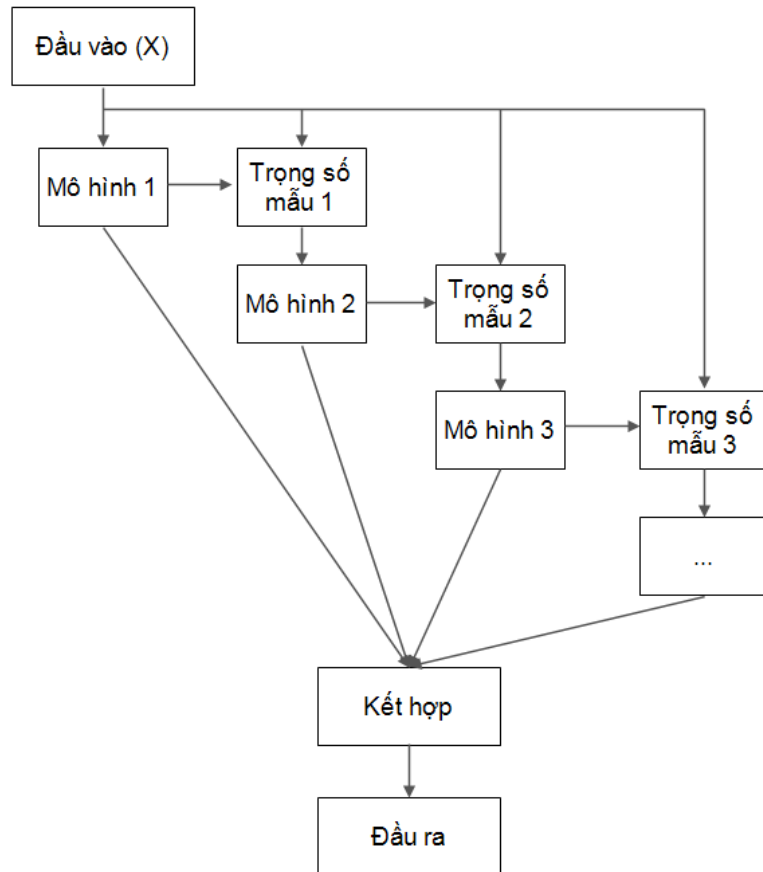 Đầu vào (X)
Mô hình 1
Trọng số
mẫu 1
Mô hình 2
Trọng số
mẫu 2
Mô hình 3
Trọng số
mẫu 3
...
Kết hợp
Đầu ra